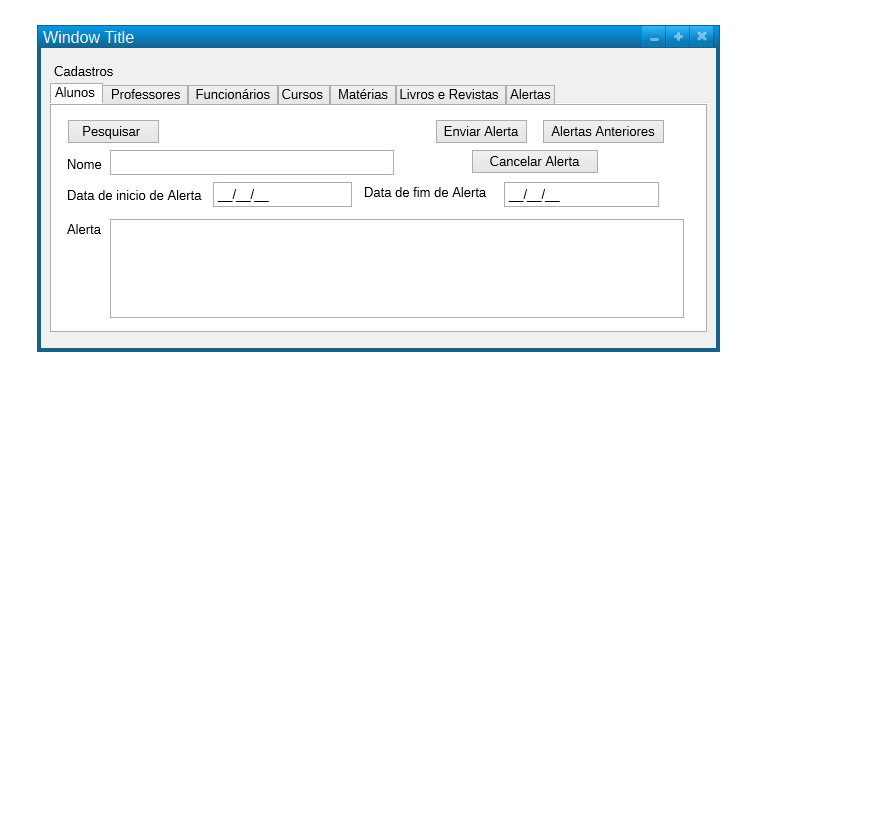 Window Title
Cadastros
Alunos Professores Funcionários Cursos Matérias Livros e Revistas Alertas
Pesquisar Enviar Alerta Alertas Anteriores
Nome Cancelar Alerta
Data de inicio de Alerta __/__/__ Data de fim de Alerta __/__/__
Alerta